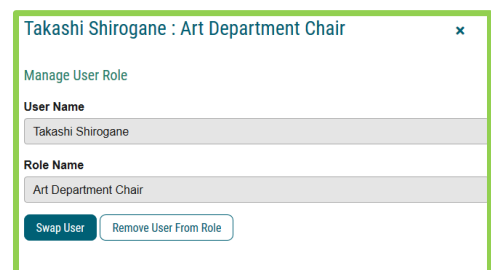 Takashi Shirogane : Art Department Chair ×
Manage User Role
User Name
Takashi Shirogane
Role Name
Art Department Chair
Swap User Remove User From Role